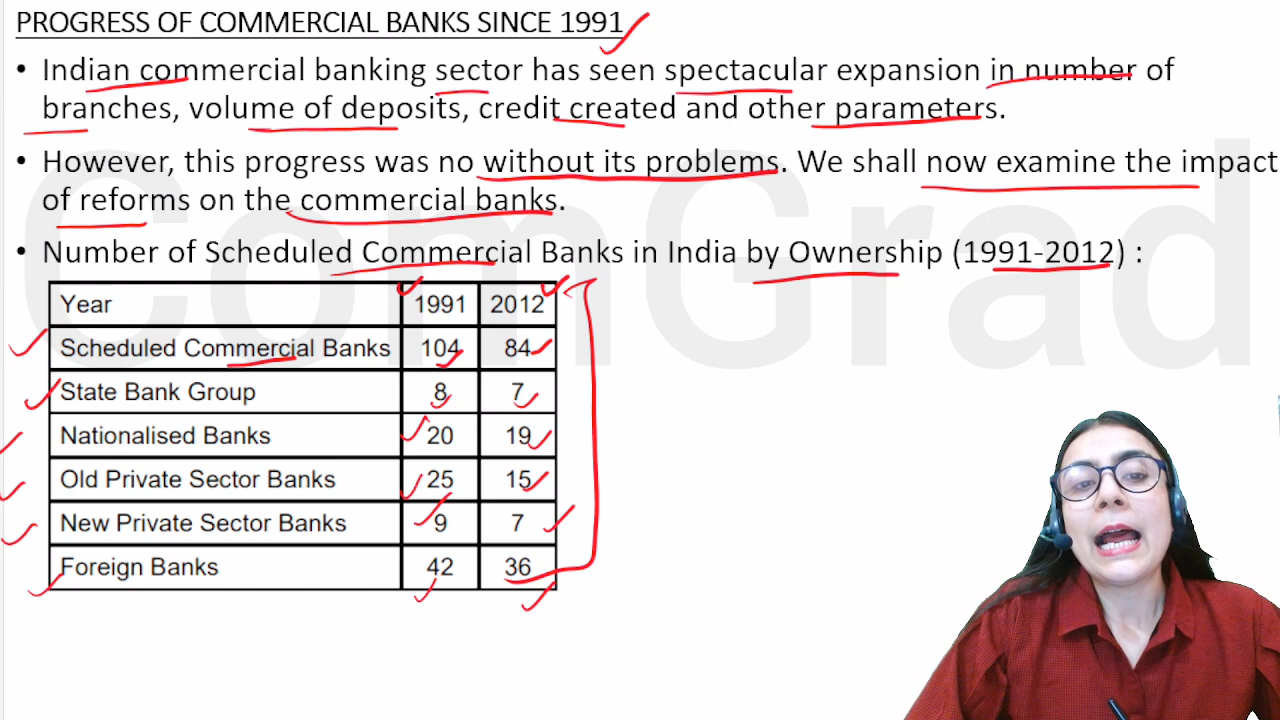 PROGRESS OF COMMERCIAL BANKS SINCE 1991
• Indian commercial banking sector has seen spectacular expansion in number of
branches, volume of deposits, credit created and other parameters.
• However, this progress was no without its problems. We shall now examine the impact
of reforms on the commercial banks.
• Number of Scheduled Commercial Banks in India by Ownership (1991-2012) :
Year 1991 2012
Scheduled Commercial Banks 104 84
State Bank Group 8 7
Nationalised Banks 20 19
Old Private Sector Banks 25 15
New Private Sector Banks 9 7
Foreign Banks 42 36
ComGrad